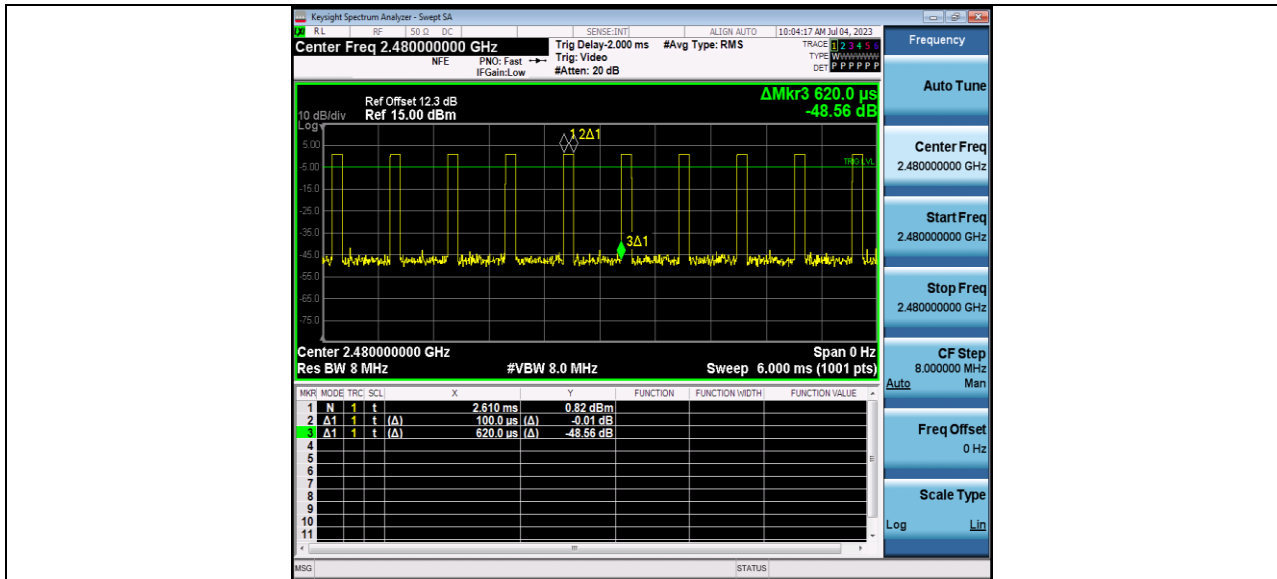 Keysight Spectrum Analyzer - Swept SA
LXI RL RF 50 Ω DC SENSE:INT ALIGN AUTO 10:04:17 AM Jul 04, 2023
Center Freq 2.480000000 GHz
NFE PNO: Fast
IFGain:Low
Trig Delay-2.000 ms
Trig: Video
#Atten: 20 dB
#Avg Type: RMS
TRACE 1 2 3 4 5 6
TYPE W
DET P P P P P P
ΔMkr3 620.0 µs
-48.56 dB
Ref Offset 12.3 dB
10 dB/div Ref 15.00 dBm
Log
1 2Δ1
5.00
TRIG LVL
-5.00
-15.0
-25.0
-35.0
3Δ1
-45.0
-55.0
-65.0
-75.0
Center 2.480000000 GHz Span 0 Hz
Res BW 8 MHz #VBW 8.0 MHz Sweep 6.000 ms (1001 pts)
MKR MODE TRC SCL X Y FUNCTION FUNCTION WIDTH FUNCTION VALUE
1 N 1 t 2.610 ms 0.82 dBm
2 Δ1 1 t (Δ) 100.0 µs (Δ) -0.01 dB
3 Δ1 1 t (Δ) 620.0 µs (Δ) -48.56 dB
4
5
6
7
8
9
10
11
MSG STATUS
Frequency
Auto Tune
Center Freq
2.480000000 GHz
Start Freq
2.480000000 GHz
Stop Freq
2.480000000 GHz
CF Step
8.000000 MHz
Auto Man
Freq Offset
0 Hz
Scale Type
Log Lin